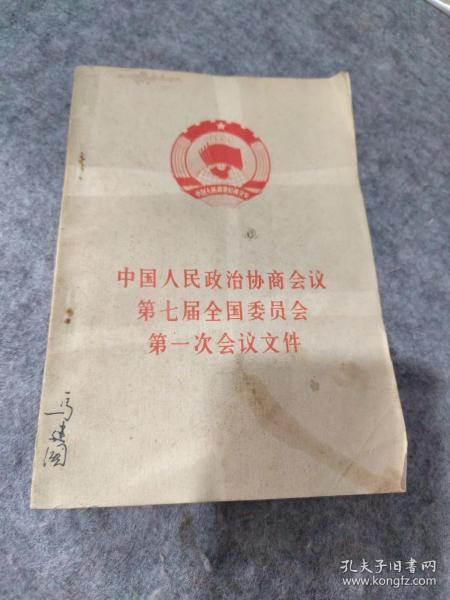 中国人民政治协商会议
第七届全国委员会
第一次会议文件
孔夫子旧书网
www.kongfz.com